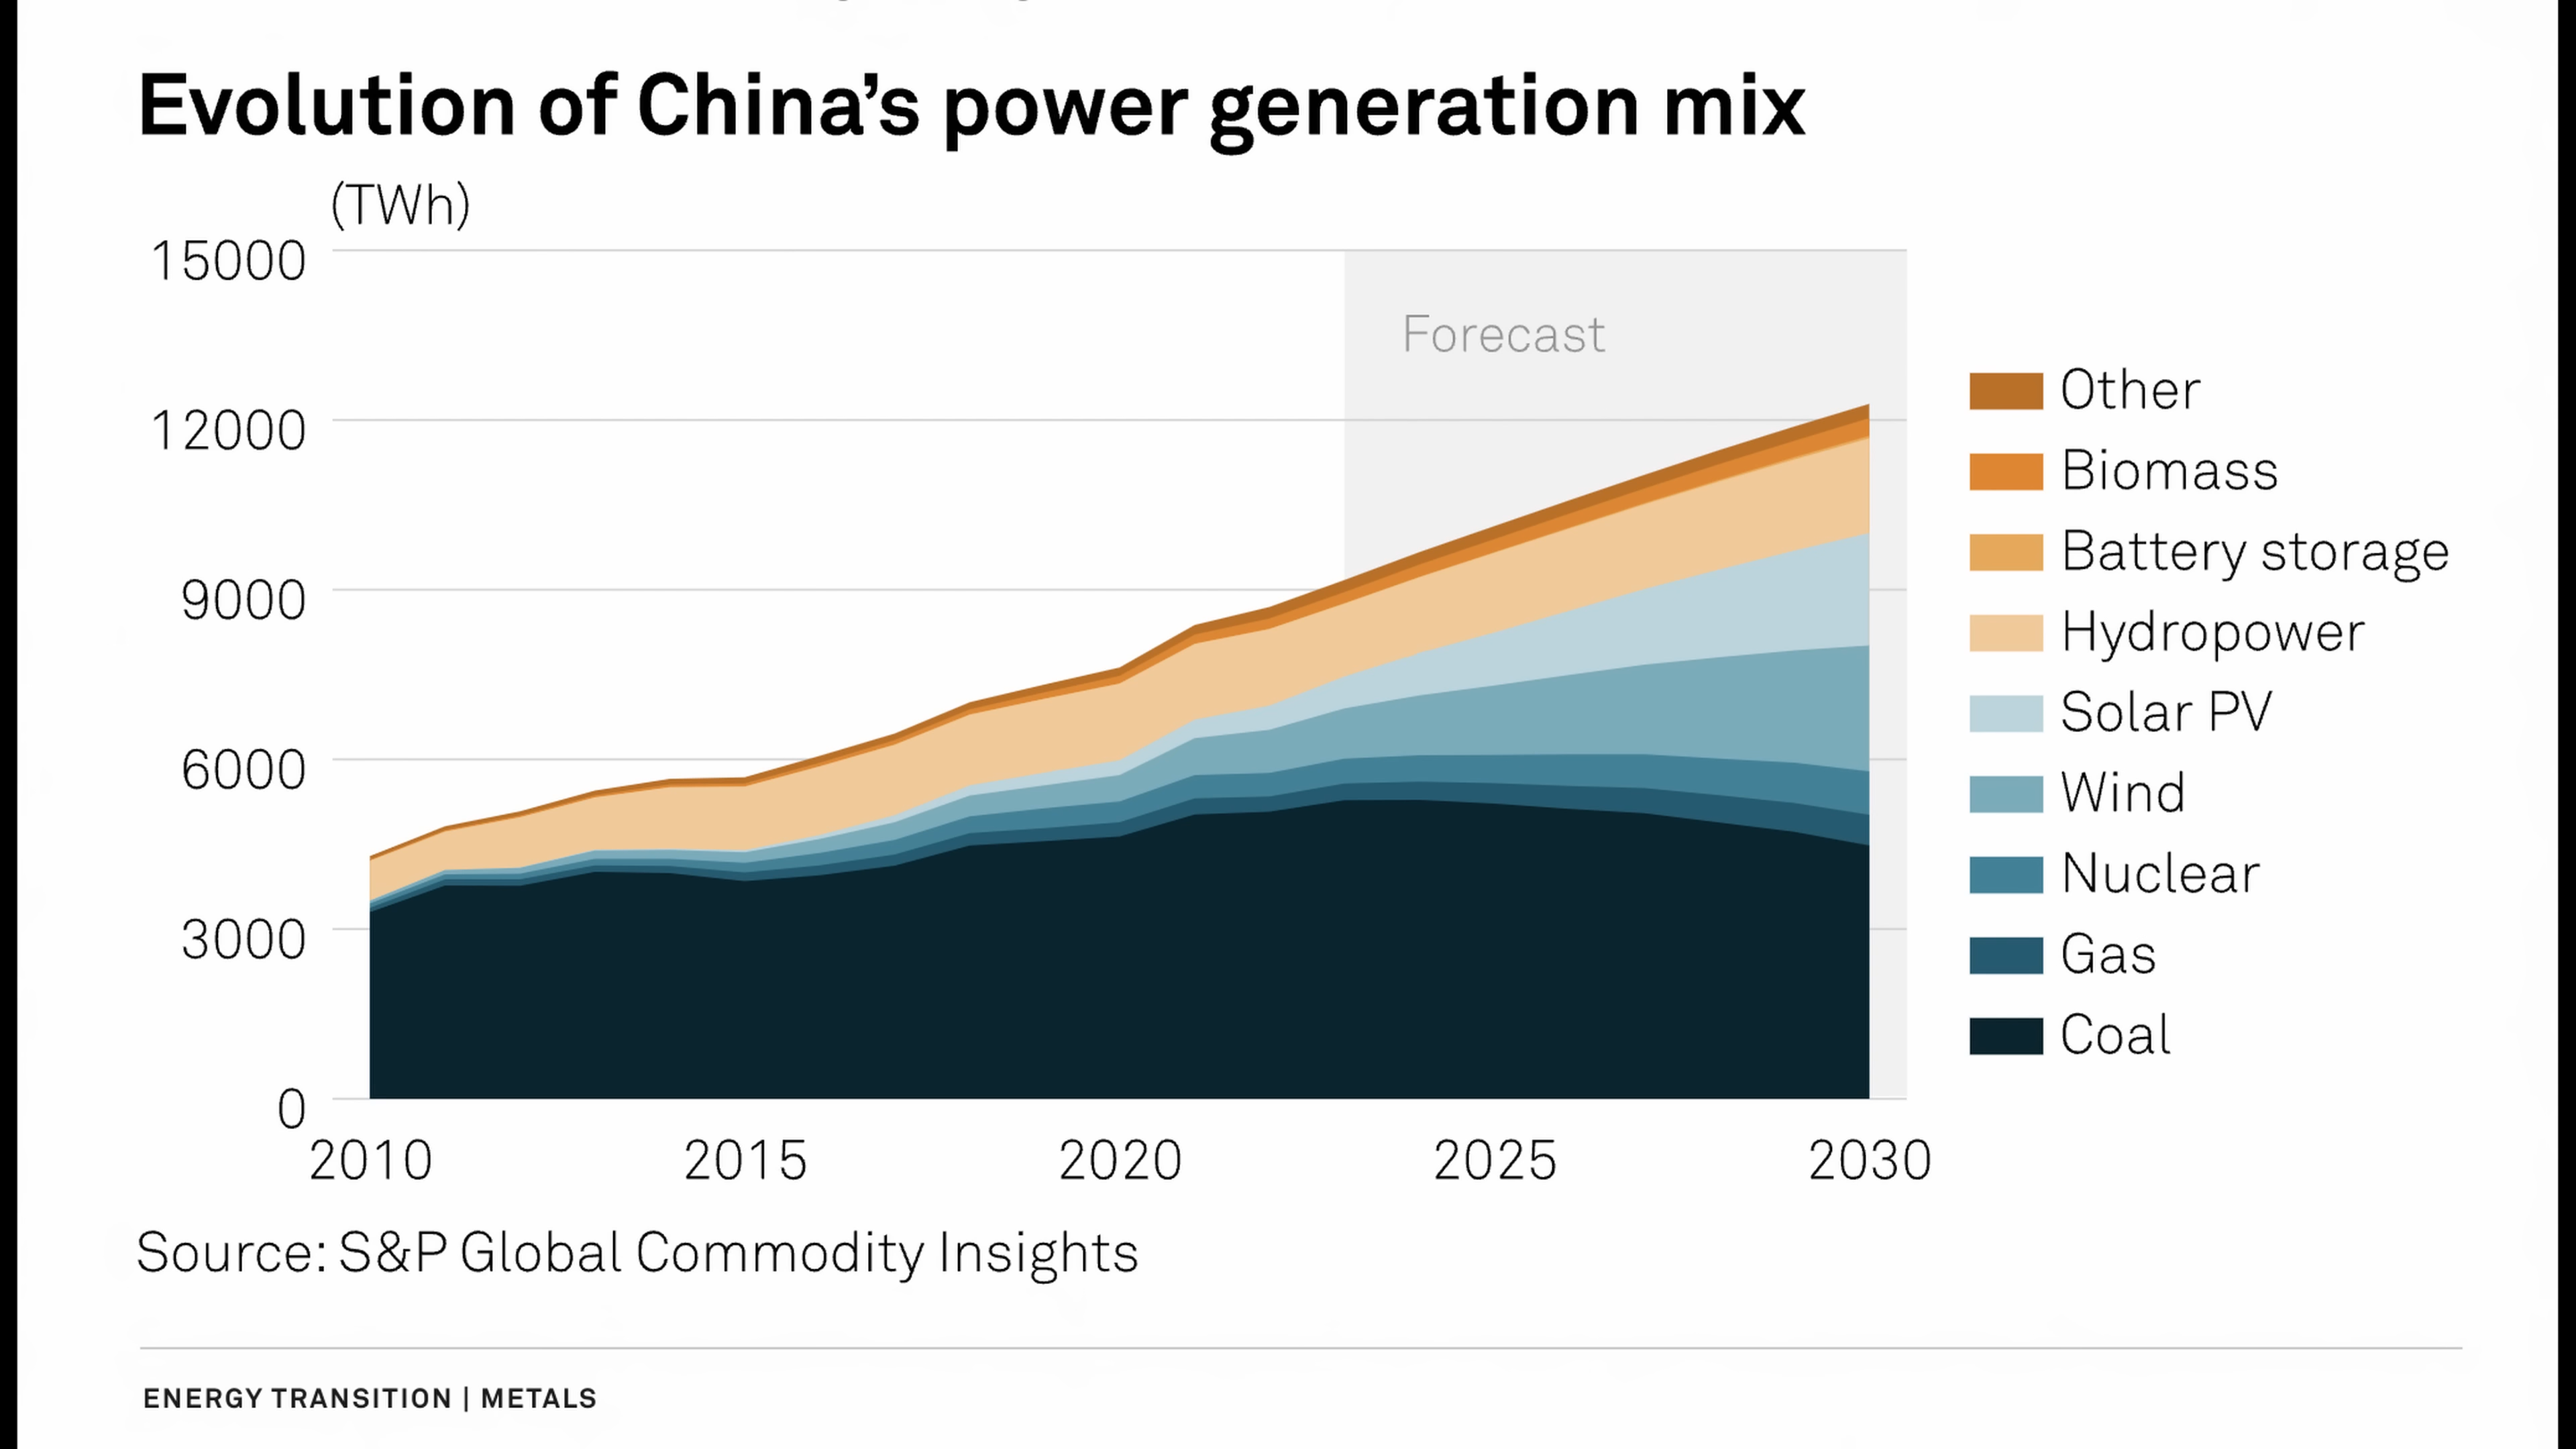 Evolution of China’s power generation mix
(TWh)
15000
12000
9000
6000
3000
0
Forecast
2010 2015 2020 2025 2030
Other
Biomass
Battery storage
Hydropower
Solar PV
Wind
Nuclear
Gas
Coal
Source: S&P Global Commodity Insights
ENERGY TRANSITION | METALS